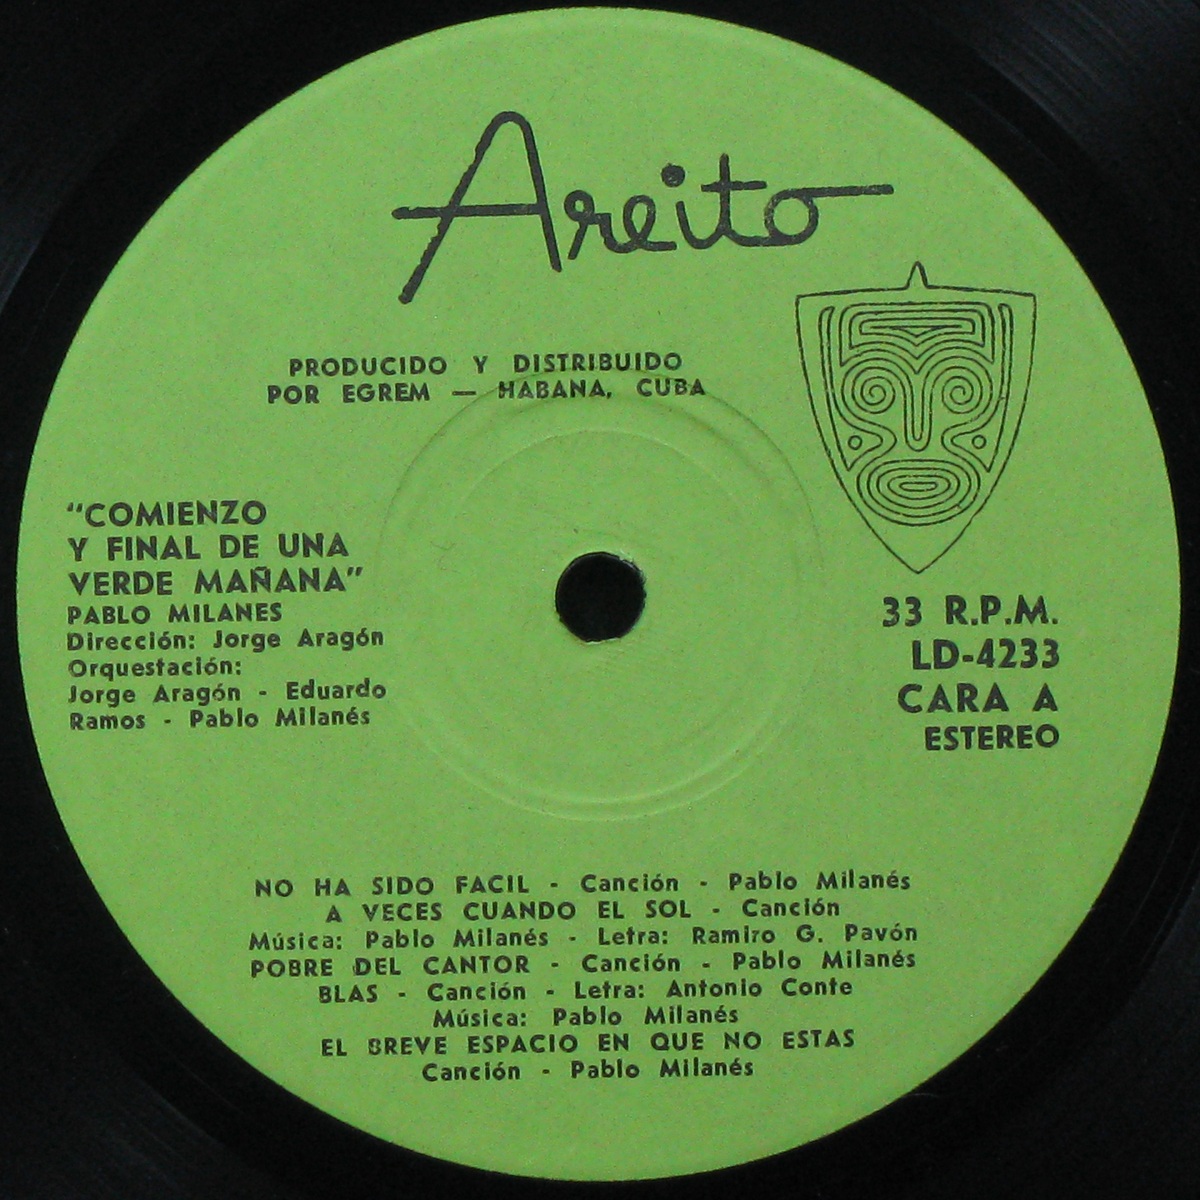 Areito
PRODUCIDO Y DISTRIBUIDO
POR EGREM — HABANA, CUBA
“COMIENZO
Y FINAL DE UNA
VERDE MAÑANA”
PABLO MILANES
Dirección: Jorge Aragón
Orquestación:
Jorge Aragón - Eduardo
Ramos - Pablo Milanés
33 R.P.M.
LD-4233
CARA A
ESTEREO
NO HA SIDO FACIL - Canción - Pablo Milanés
A VECES CUANDO EL SOL - Canción
Música: Pablo Milanés - Letra: Ramiro G. Pavón
POBRE DEL CANTOR - Canción - Pablo Milanés
BLAS - Canción - Letra: Antonio Conte
Música: Pablo Milanés
EL BREVE ESPACIO EN QUE NO ESTAS
Canción - Pablo Milanés